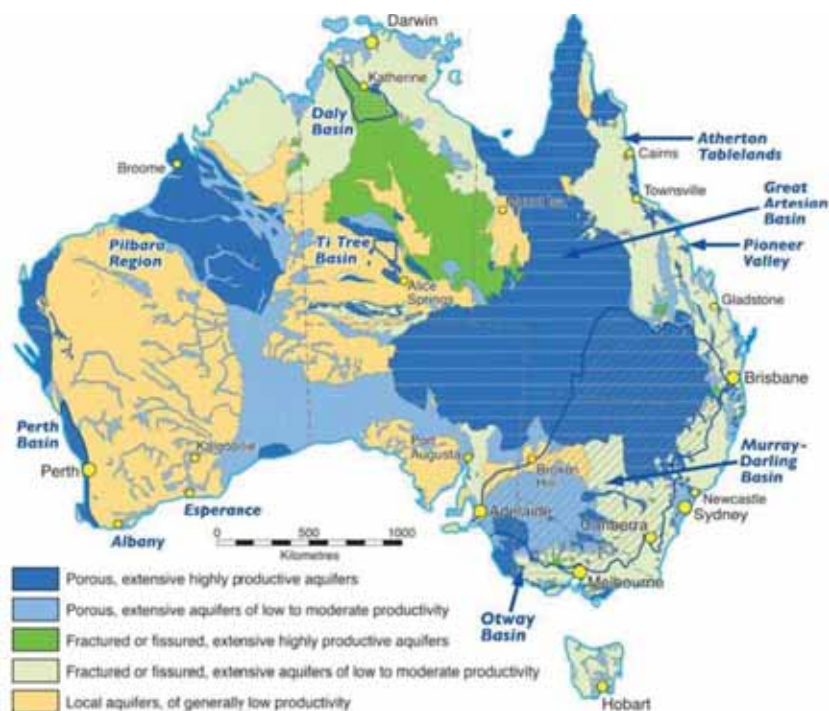 Darwin
Katherine
Daly
Basin
Atherton
Tablelands
Cairns
Broome
Townsville
Great
Artesian
Basin
Pilbara
Region
Ti Tree
Basin
Pioneer
Valley
Alice
Springs
Gladstone
Brisbane
Perth
Basin
Kalgoorlie
Port
Augusta
Broken
Hill
Murray-
Darling
Basin
Perth
Newcastle
Esperance
Adelaide
Sydney
Canberra
Albany
0 500 1000
Kilometres
Melbourne
Otway
Basin
Hobart
Porous, extensive highly productive aquifers
Porous, extensive aquifers of low to moderate productivity
Fractured or fissured, extensive highly productive aquifers
Fractured or fissured, extensive aquifers of low to moderate productivity
Local aquifers, of generally low productivity